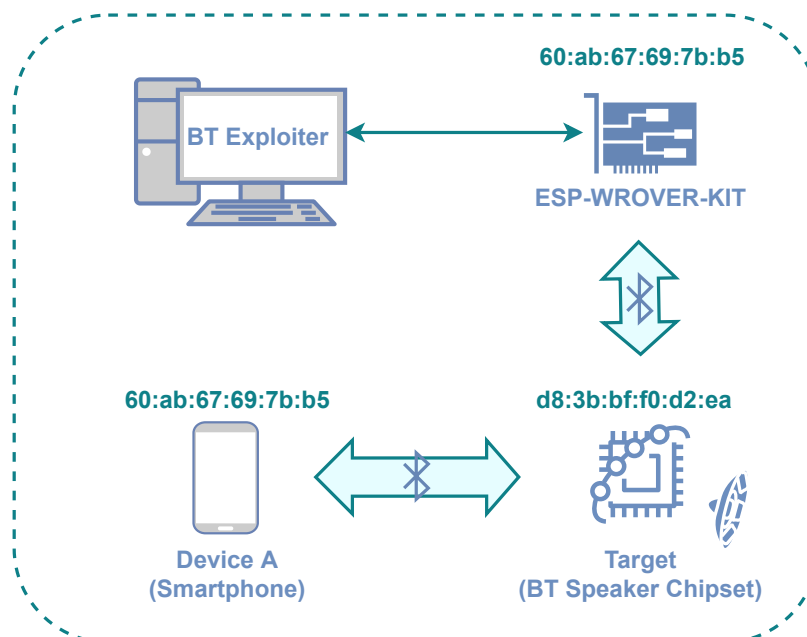 60:ab:67:69:7b:b5
BT Exploiter
ESP-WROVER-KIT
60:ab:67:69:7b:b5
d8:3b:bf:f0:d2:ea
Device A
(Smartphone)
Target
(BT Speaker Chipset)